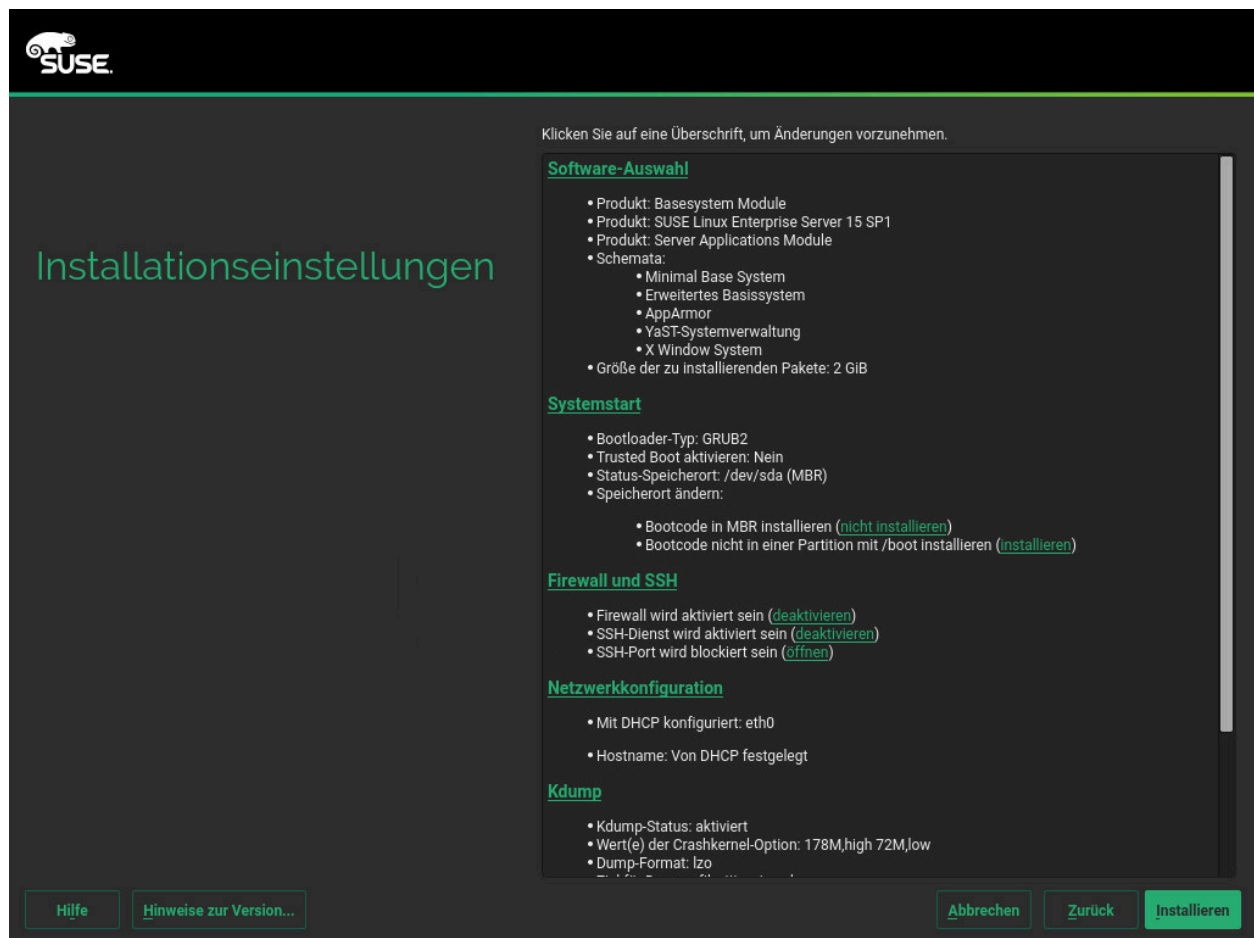 SUSE.
Klicken Sie auf eine Überschrift, um Änderungen vorzunehmen.
Installationseinstellungen
Software-Auswahl
• Produkt: Basesystem Module
• Produkt: SUSE Linux Enterprise Server 15 SP1
• Produkt: Server Applications Module
• Schemata:
• Minimal Base System
• Erweitertes Basissystem
• AppArmor
• YaST-Systemverwaltung
• X Window System
• Größe der zu installierenden Pakete: 2 GiB
Systemstart
• Bootloader-Typ: GRUB2
• Trusted Boot aktivieren: Nein
• Status-Speicherort: /dev/sda (MBR)
• Speicherort ändern:
• Bootcode in MBR installieren (nicht installieren)
• Bootcode nicht in einer Partition mit /boot installieren (installieren)
Firewall und SSH
• Firewall wird aktiviert sein (deaktivieren)
• SSH-Dienst wird aktiviert sein (deaktivieren)
• SSH-Port wird blockiert sein (öffnen)
Netzwerkkonfiguration
• Mit DHCP konfiguriert: eth0
• Hostname: Von DHCP festgelegt
Kdump
• Kdump-Status: aktiviert
• Wert(e) der Crashkernel-Option: 178M,high 72M,low
• Dump-Format: lzo
Hilfe
Hinweise zur Version...
Abbrechen
Zurück
Installieren